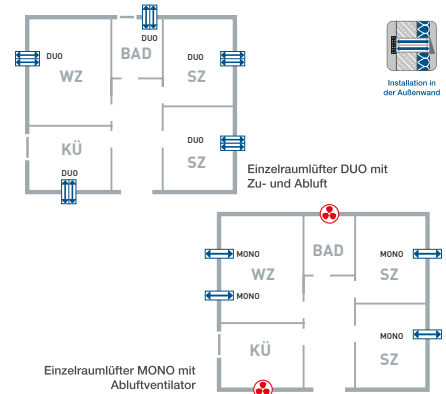 DUO
BAD
DUO
WZ
DUO
SZ
Installation in
der Außenwand
KÜ
DUO
DUO
SZ
Einzelraumlüfter DUO mit
Zu- und Abluft
MONO
WZ
MONO
BAD
MONO
SZ
KÜ
MONO
SZ
Einzelraumlüfter MONO mit
Abluftventilator